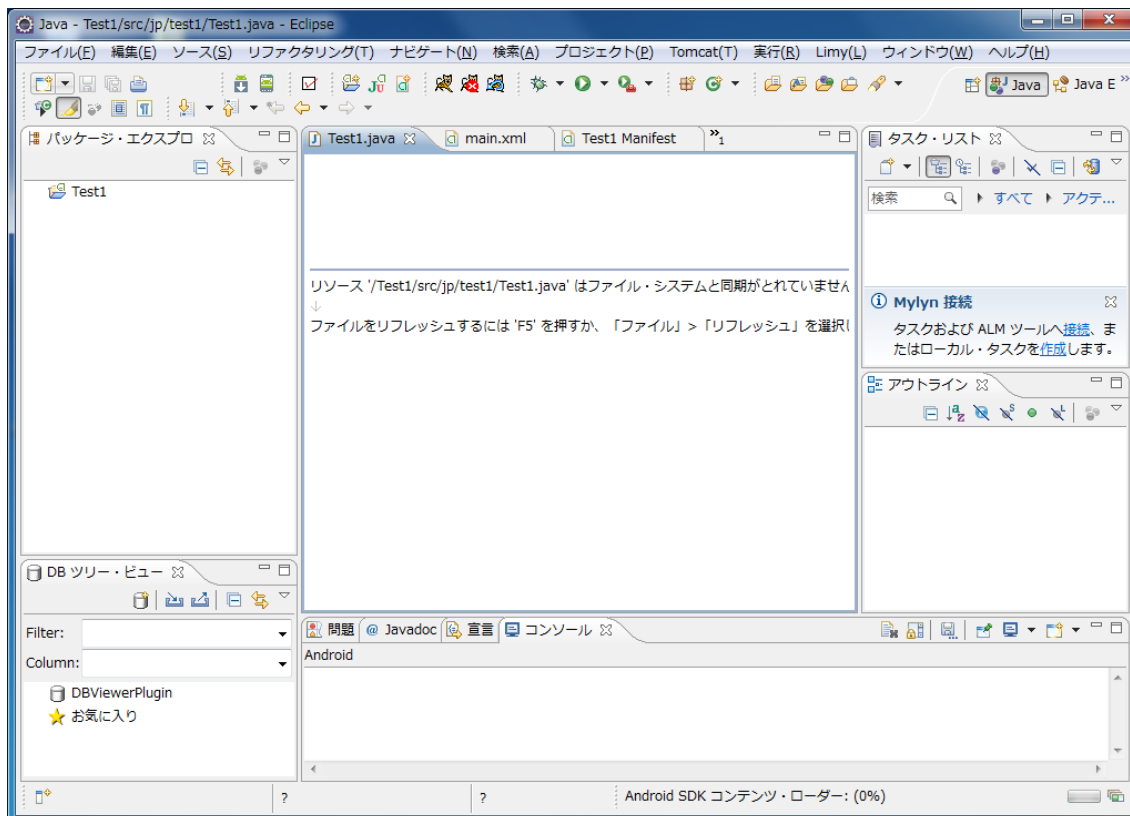 Java - Test1/src/jp/test1/Test1.java - Eclipse
ファイル(F) 編集(E) ソース(S) リファクタリング(T) ナビゲート(N) 検索(A) プロジェクト(P) Tomcat(T) 実行(R) Limy(L) ウィンドウ(W) ヘルプ(H)
Java Java E
パッケージ・エクスプロ
Test1
Test1.java main.xml Test1 Manifest »1
リソース '/Test1/src/jp/test1/Test1.java' はファイル・システムと同期がとれていません
↓
ファイルをリフレッシュするには 'F5' を押すか、「ファイル」>「リフレッシュ」を選択し
タスク・リスト
検索 すべて アクテ...
Mylyn 接続
タスクおよび ALM ツールへ接続、ま
たはローカル・タスクを作成します。
アウトライン
DB ツリー・ビュー
Filter:
Column:
DBViewerPlugin
お気に入り
問題 @ Javadoc 宣言 コンソール
Android
? ? Android SDK コンテンツ・ローダー: (0%)